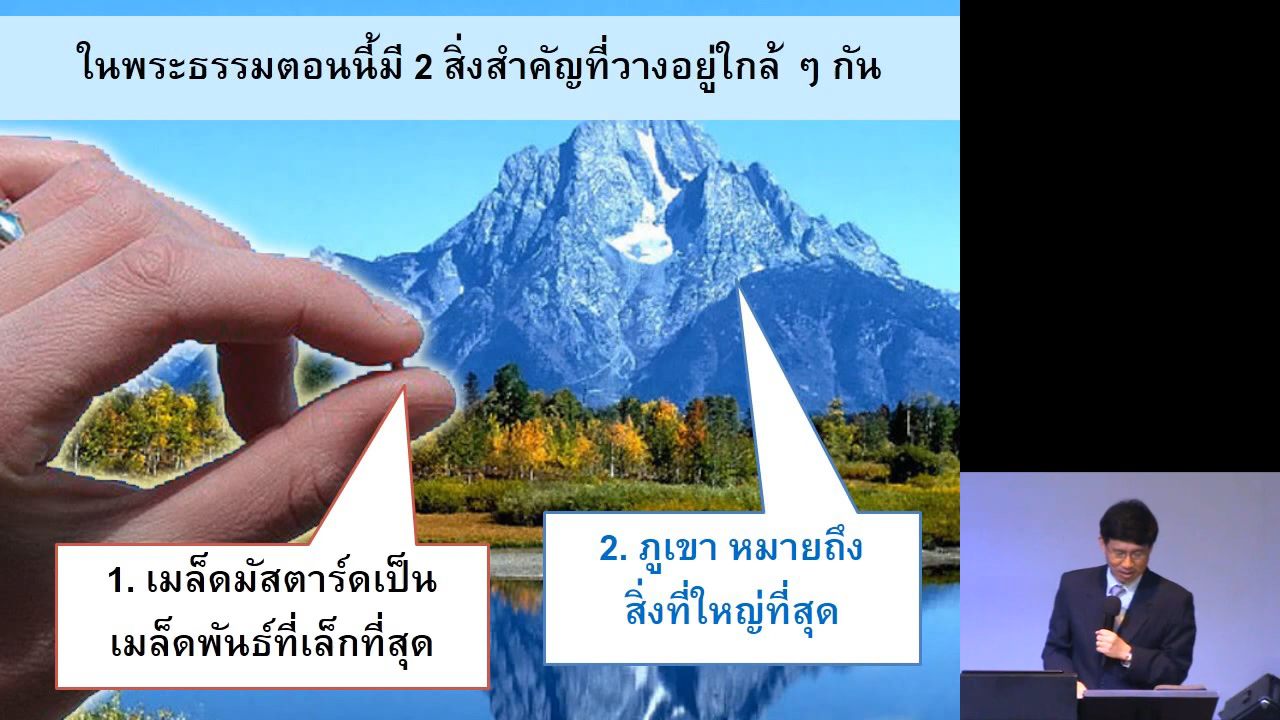 ในพระธรรมตอนนี้มี 2 สิ่งสำคัญที่วางอยู่ใกล้ ๆ กัน
1. เมล็ดมัสตาร์ดเป็น
เมล็ดพันธ์ที่เล็กที่สุด
2. ภูเขา หมายถึง
สิ่งที่ใหญ่ที่สุด